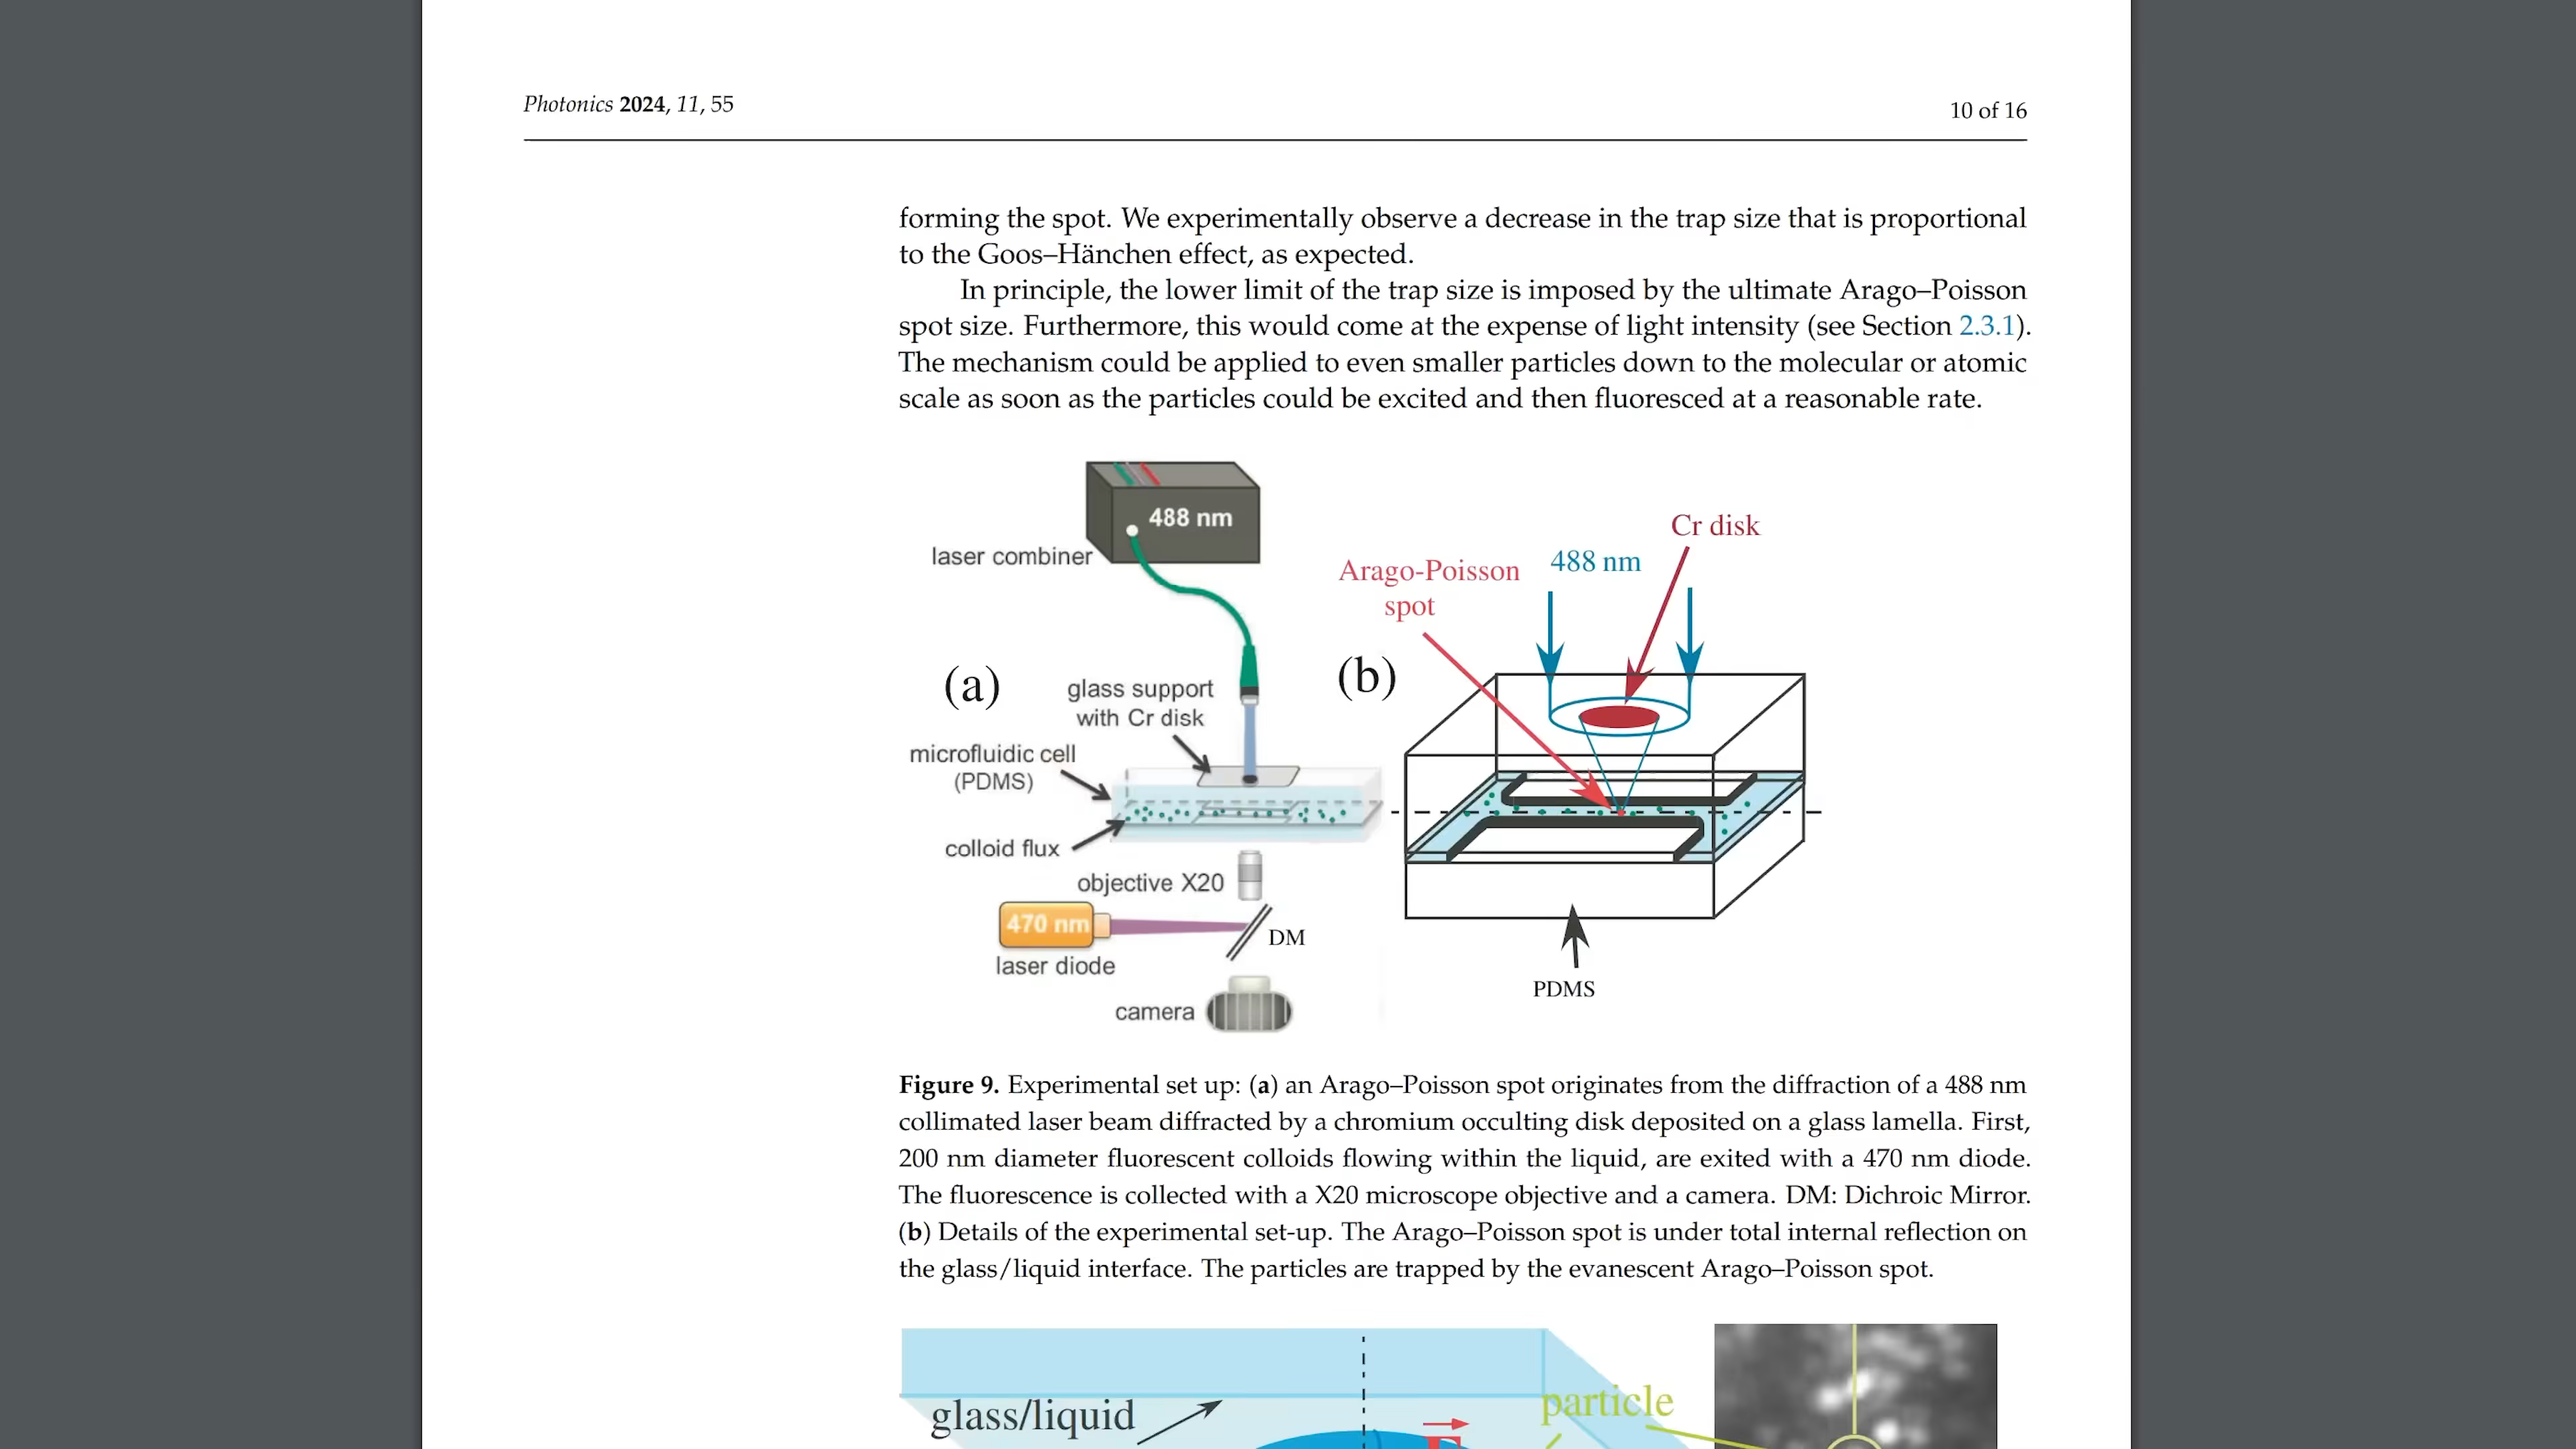 Photonics 2024, 11, 55
10 of 16
forming the spot. We experimentally observe a decrease in the trap size that is proportional
to the Goos–Hänchen effect, as expected.
In principle, the lower limit of the trap size is imposed by the ultimate Arago–Poisson
spot size. Furthermore, this would come at the expense of light intensity (see Section 2.3.1).
The mechanism could be applied to even smaller particles down to the molecular or atomic
scale as soon as the particles could be excited and then fluoresced at a reasonable rate.
488 nm
laser combiner
(a)
glass support
with Cr disk
microfluidic cell
(PDMS)
colloid flux
objective X20
470 nm
DM
laser diode
camera
Cr disk
488 nm
Arago-Poisson
spot
(b)
PDMS
Figure 9. Experimental set up: (a) an Arago–Poisson spot originates from the diffraction of a 488 nm
collimated laser beam diffracted by a chromium occulting disk deposited on a glass lamella. First,
200 nm diameter fluorescent colloids flowing within the liquid, are exited with a 470 nm diode.
The fluorescence is collected with a X20 microscope objective and a camera. DM: Dichroic Mirror.
(b) Details of the experimental set-up. The Arago–Poisson spot is under total internal reflection on
the glass/liquid interface. The particles are trapped by the evanescent Arago–Poisson spot.
glass/liquid
particle